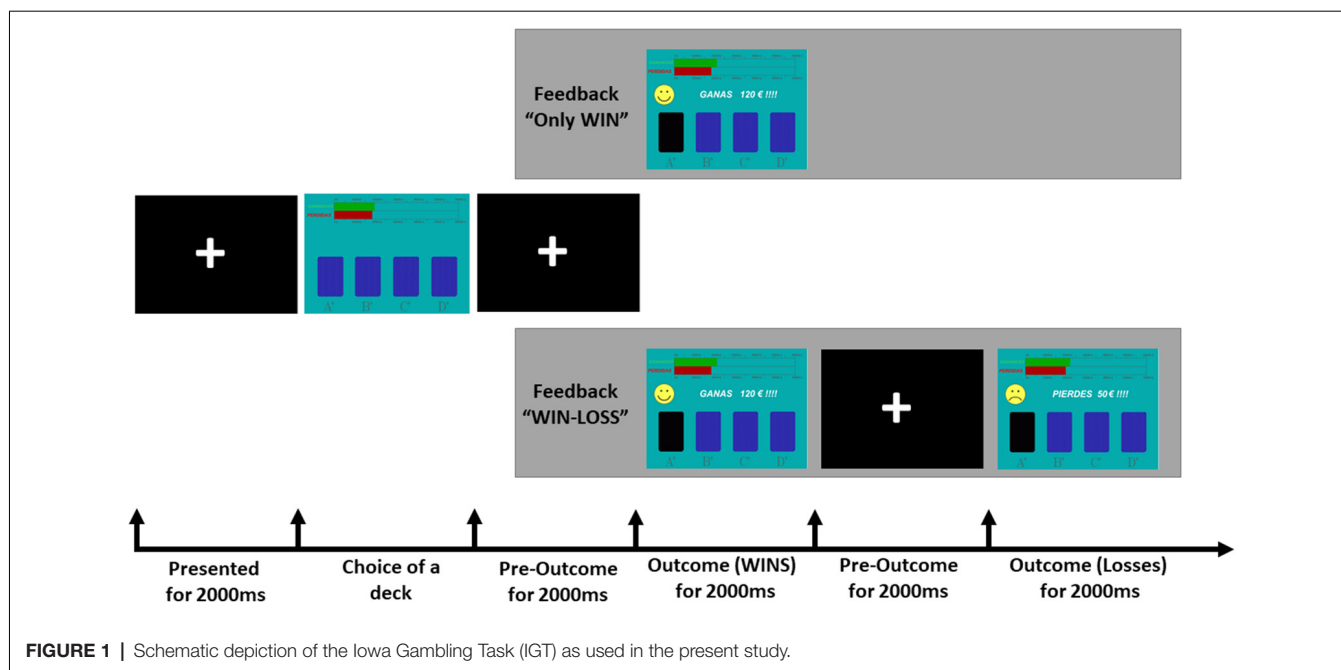 GANAS 120 € !!!!
Feedback
“Only WIN”
A' B' C' D'
PERDIDAS
A' B' C' D'
PERDIDAS
GANAS 120 € !!!!
PIERDES 50 € !!!!
Feedback
“WIN-LOSS”
A' B' C' D'
A' B' C' D'
Presented
for 2000ms
Choice of a
deck
Pre-Outcome
for 2000ms
Outcome (WINS)
for 2000ms
Pre-Outcome
for 2000ms
Outcome (Losses)
for 2000ms
FIGURE 1 | Schematic depiction of the Iowa Gambling Task (IGT) as used in the present study.